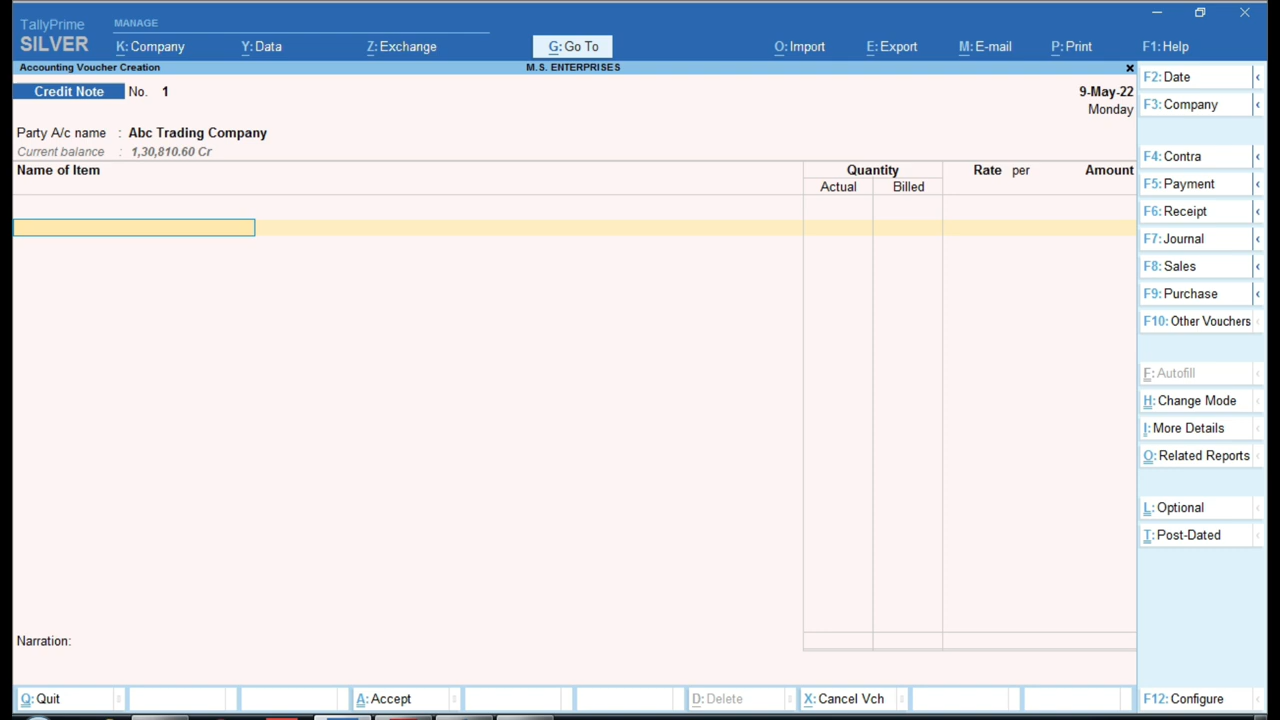 TallyPrime
MANAGE
SILVER
K: Company
Y: Data
Z: Exchange
G: Go To
O: Import
E: Export
M: E-mail
P: Print
F1: Help
Accounting Voucher Creation
M.S. ENTERPRISES
Credit Note No. 1
9-May-22
Monday
Party A/c name : Abc Trading Company
Current balance : 1,30,810.60 Cr
Name of Item
Quantity
Rate per
Amount
Actual
Billed
Narration:
F2: Date
F3: Company
F4: Contra
F5: Payment
F6: Receipt
F7: Journal
F8: Sales
F9: Purchase
F10: Other Vouchers
F: Autofill
H: Change Mode
I: More Details
O: Related Reports
L: Optional
T: Post-Dated
Q: Quit
A: Accept
D: Delete
X: Cancel Vch
F12: Configure